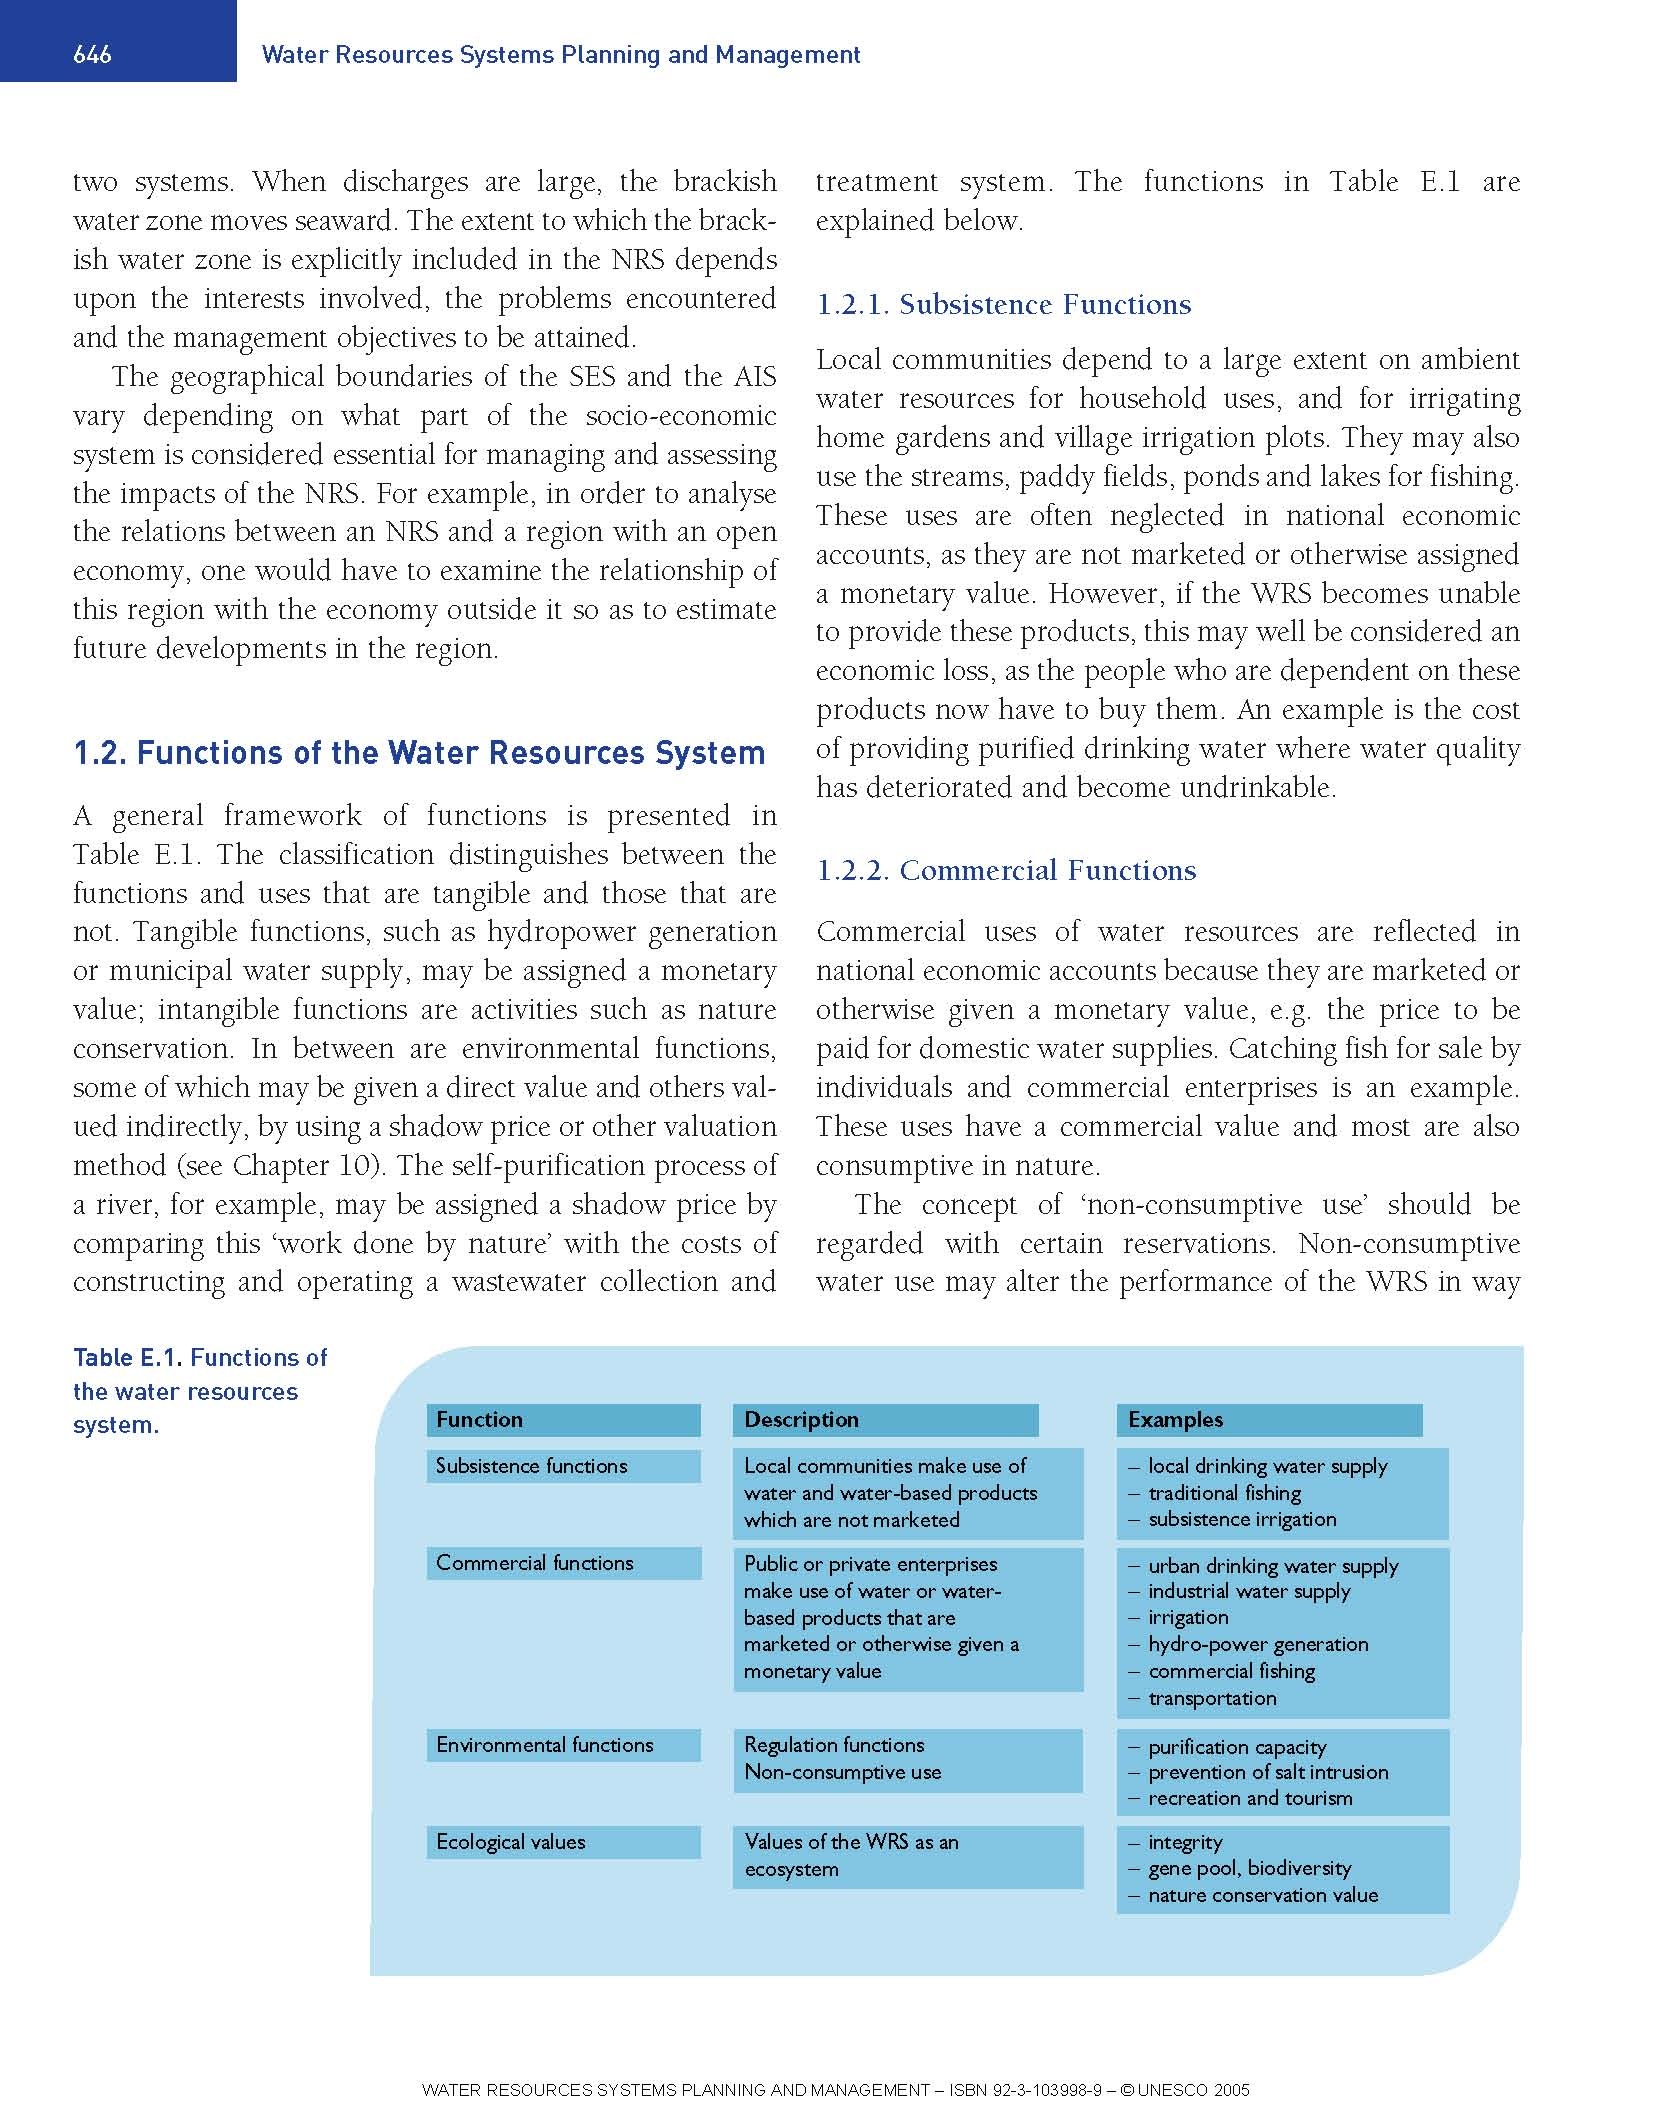 646
Water Resources Systems Planning and Management
two systems. When discharges are large, the brackish
water zone moves seaward. The extent to which the brack-
ish water zone is explicitly included in the NRS depends
upon the interests involved, the problems encountered
and the management objectives to be attained.
The geographical boundaries of the SES and the AIS
vary depending on what part of the socio-economic
system is considered essential for managing and assessing
the impacts of the NRS. For example, in order to analyse
the relations between an NRS and a region with an open
economy, one would have to examine the relationship of
this region with the economy outside it so as to estimate
future developments in the region.
1.2. Functions of the Water Resources System
A general framework of functions is presented in
Table E.1. The classification distinguishes between the
functions and uses that are tangible and those that are
not. Tangible functions, such as hydropower generation
or municipal water supply, may be assigned a monetary
value; intangible functions are activities such as nature
conservation. In between are environmental functions,
some of which may be given a direct value and others val-
ued indirectly, by using a shadow price or other valuation
method (see Chapter 10). The self-purification process of
a river, for example, may be assigned a shadow price by
comparing this ‘work done by nature’ with the costs of
constructing and operating a wastewater collection and
treatment system. The functions in Table E.1 are
explained below.
1.2.1. Subsistence Functions
Local communities depend to a large extent on ambient
water resources for household uses, and for irrigating
home gardens and village irrigation plots. They may also
use the streams, paddy fields, ponds and lakes for fishing.
These uses are often neglected in national economic
accounts, as they are not marketed or otherwise assigned
a monetary value. However, if the WRS becomes unable
to provide these products, this may well be considered an
economic loss, as the people who are dependent on these
products now have to buy them. An example is the cost
of providing purified drinking water where water quality
has deteriorated and become undrinkable.
1.2.2. Commercial Functions
Commercial uses of water resources are reflected in
national economic accounts because they are marketed or
otherwise given a monetary value, e.g. the price to be
paid for domestic water supplies. Catching fish for sale by
individuals and commercial enterprises is an example.
These uses have a commercial value and most are also
consumptive in nature.
The concept of ‘non-consumptive use’ should be
regarded with certain reservations. Non-consumptive
water use may alter the performance of the WRS in way
Table E.1. Functions of
the water resources
system.
Function
Description
Examples
Subsistence functions
Local communities make use of
water and water-based products
which are not marketed
– local drinking water supply
– traditional fishing
– subsistence irrigation
Commercial functions
Public or private enterprises
make use of water or water-
based products that are
marketed or otherwise given a
monetary value
– urban drinking water supply
– industrial water supply
– irrigation
– hydro-power generation
– commercial fishing
– transportation
Environmental functions
Regulation functions
Non-consumptive use
– purification capacity
– prevention of salt intrusion
– recreation and tourism
Ecological values
Values of the WRS as an
ecosystem
– integrity
– gene pool, biodiversity
– nature conservation value
WATER RESOURCES SYSTEMS PLANNING AND MANAGEMENT – ISBN 92-3-103998-9 – © UNESCO 2005